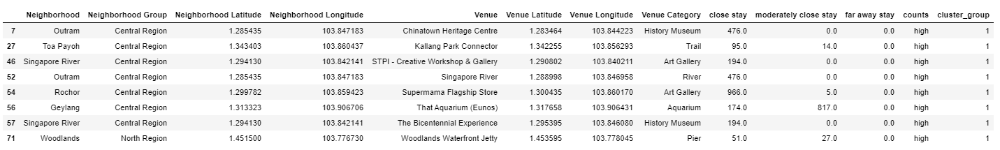 Neighborhood Neighborhood Group Neighborhood Latitude Neighborhood Longitude Venue Venue Latitude Venue Longitude Venue Category close stay moderately close stay far away stay counts cluster_group
7 Outram Central Region 1.285435 103.847183 Chinatown Heritage Centre 1.283464 103.844223 History Museum 476.0 0.0 0.0 high 1
27 Toa Payoh Central Region 1.343403 103.860437 Kallang Park Connector 1.342255 103.856293 Trail 95.0 14.0 0.0 high 1
46 Singapore River Central Region 1.294130 103.842141 STPI - Creative Workshop & Gallery 1.290802 103.840211 Art Gallery 194.0 0.0 0.0 high 1
52 Outram Central Region 1.285435 103.847183 Singapore River 1.288998 103.846958 River 476.0 0.0 0.0 high 1
54 Rochor Central Region 1.299782 103.859423 Supermama Flagship Store 1.300435 103.860170 Art Gallery 966.0 5.0 0.0 high 1
56 Geylang Central Region 1.313323 103.906706 That Aquarium (Eunos) 1.317658 103.906431 Aquarium 174.0 817.0 0.0 high 1
57 Singapore River Central Region 1.294130 103.842141 The Bicentennial Experience 1.295395 103.846080 History Museum 194.0 0.0 0.0 high 1
71 Woodlands North Region 1.451500 103.776730 Woodlands Waterfront Jetty 1.453595 103.778045 Pier 51.0 27.0 0.0 high 1